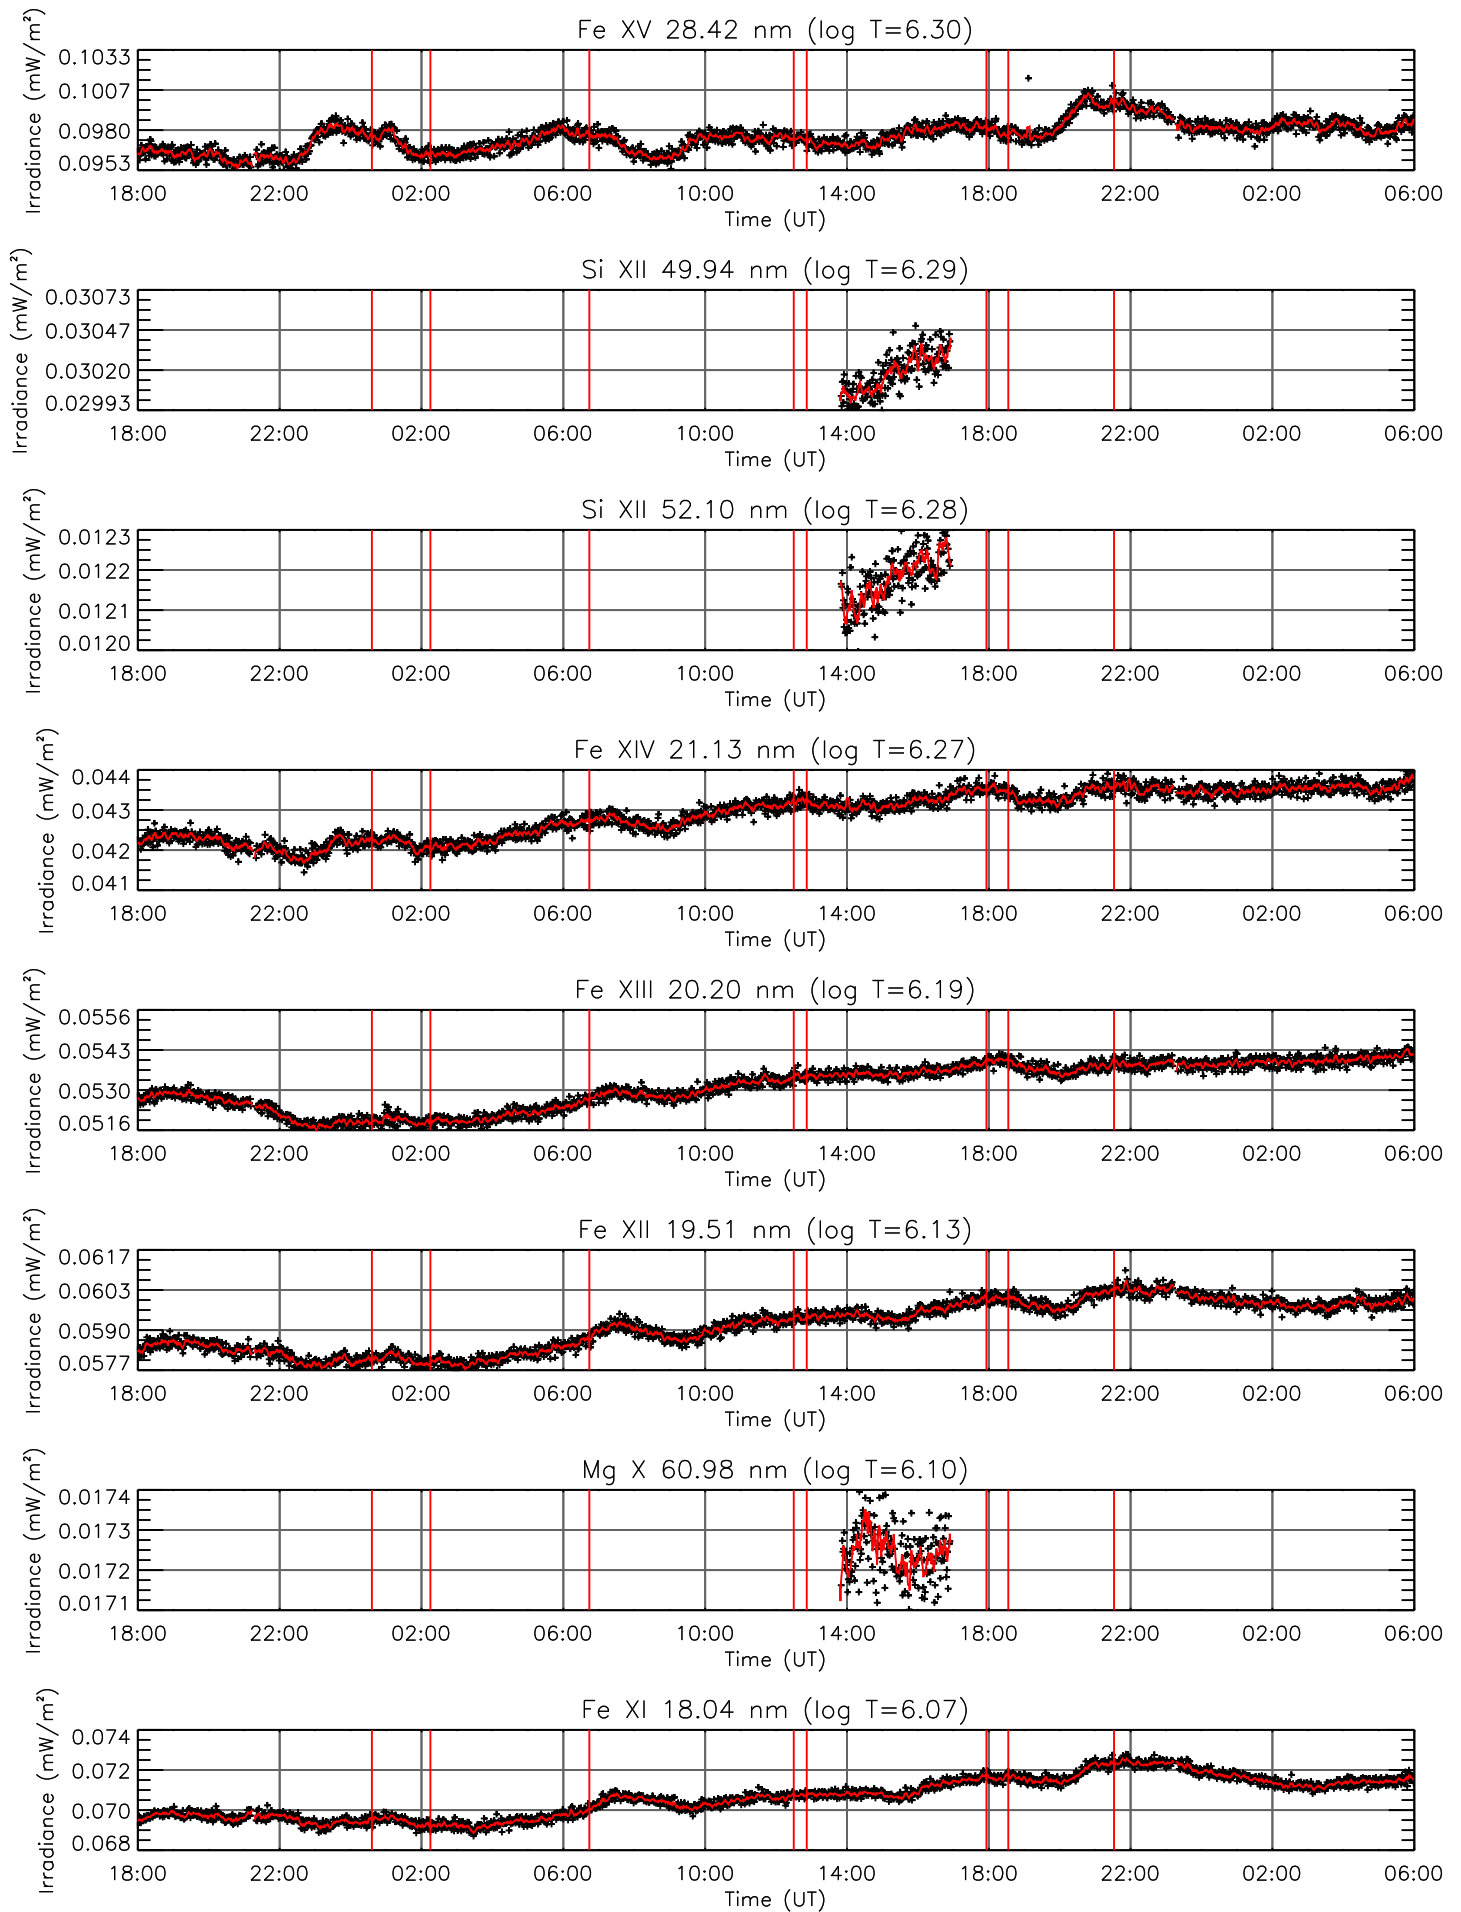 Fe XV 28.42 nm (log T=6.30)
Irradiance (mW/m²)
0.1033
0.1007
0.0980
0.0953
18:00 22:00 02:00 06:00 10:00 14:00 18:00 22:00 02:00 06:00
Time (UT)
Si XII 49.94 nm (log T=6.29)
Irradiance (mW/m²)
0.03073
0.03047
0.03020
0.02993
18:00 22:00 02:00 06:00 10:00 14:00 18:00 22:00 02:00 06:00
Time (UT)
Si XII 52.10 nm (log T=6.28)
Irradiance (mW/m²)
0.0123
0.0122
0.0121
0.0120
18:00 22:00 02:00 06:00 10:00 14:00 18:00 22:00 02:00 06:00
Time (UT)
Fe XIV 21.13 nm (log T=6.27)
Irradiance (mW/m²)
0.044
0.043
0.042
0.041
18:00 22:00 02:00 06:00 10:00 14:00 18:00 22:00 02:00 06:00
Time (UT)
Fe XIII 20.20 nm (log T=6.19)
Irradiance (mW/m²)
0.0556
0.0543
0.0530
0.0516
18:00 22:00 02:00 06:00 10:00 14:00 18:00 22:00 02:00 06:00
Time (UT)
Fe XII 19.51 nm (log T=6.13)
Irradiance (mW/m²)
0.0617
0.0603
0.0590
0.0577
18:00 22:00 02:00 06:00 10:00 14:00 18:00 22:00 02:00 06:00
Time (UT)
Mg X 60.98 nm (log T=6.10)
Irradiance (mW/m²)
0.0174
0.0173
0.0172
0.0171
18:00 22:00 02:00 06:00 10:00 14:00 18:00 22:00 02:00 06:00
Time (UT)
Fe XI 18.04 nm (log T=6.07)
Irradiance (mW/m²)
0.074
0.072
0.070
0.068
18:00 22:00 02:00 06:00 10:00 14:00 18:00 22:00 02:00 06:00
Time (UT)